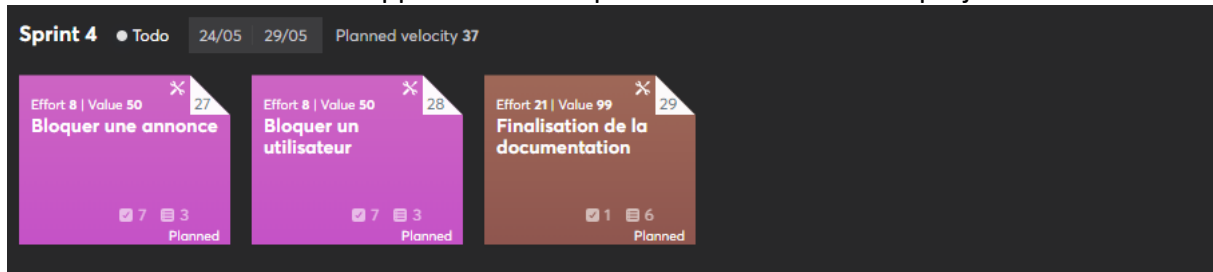 Sprint 4 Todo 24/05 29/05 Planned velocity 37
27
Effort 8 | Value 50
Bloquer une annonce
7 3
Planned
28
Effort 8 | Value 50
Bloquer un
utilisateur
7 3
Planned
29
Effort 21 | Value 99
Finalisation de la
documentation
1 6
Planned